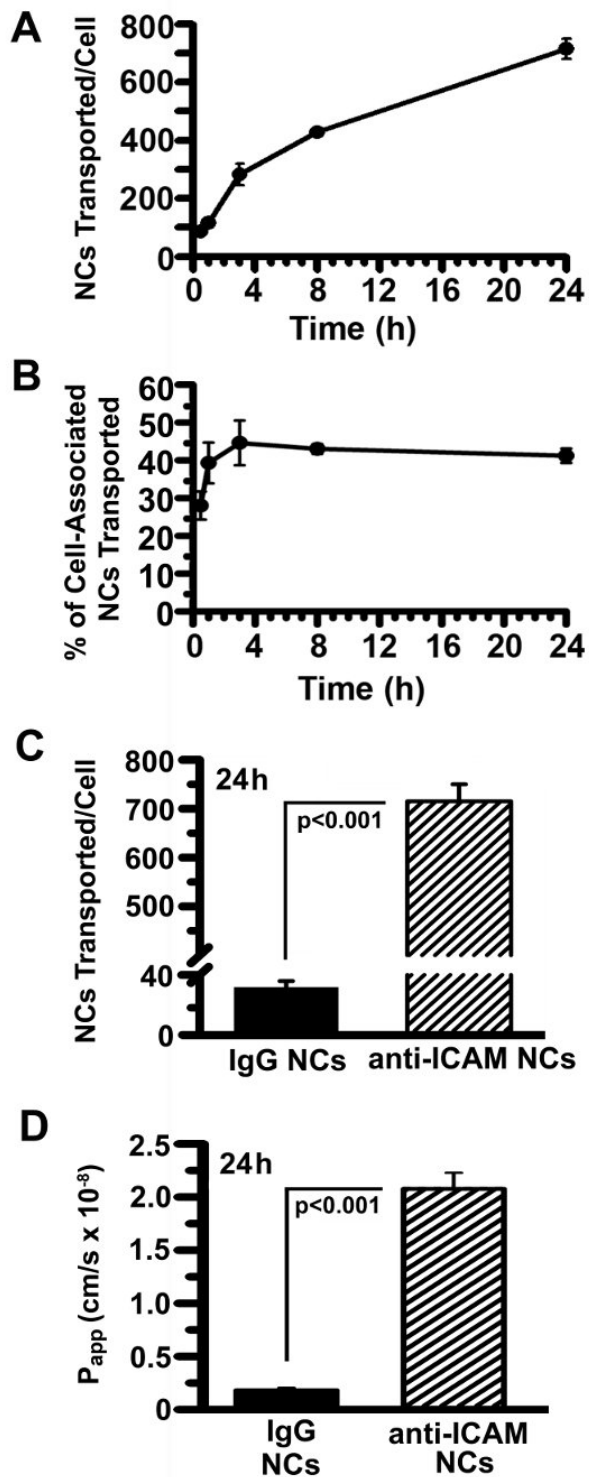 A
NCs Transported/Cell
800
600
400
200
0
0 4 8 12 16 20 24
Time (h)
B
% of Cell-Associated
NCs Transported
60
50
40
30
20
10
0
0 4 8 12 16 20 24
Time (h)
C
NCs Transported/Cell
800
700
600
500
40
0
24h
p<0.001
IgG NCs anti-ICAM NCs
D
Papp (cm/s x 10⁻⁸)
2.5
2.0
1.5
1.0
0.5
0
24h
p<0.001
IgG
NCs
anti-ICAM
NCs